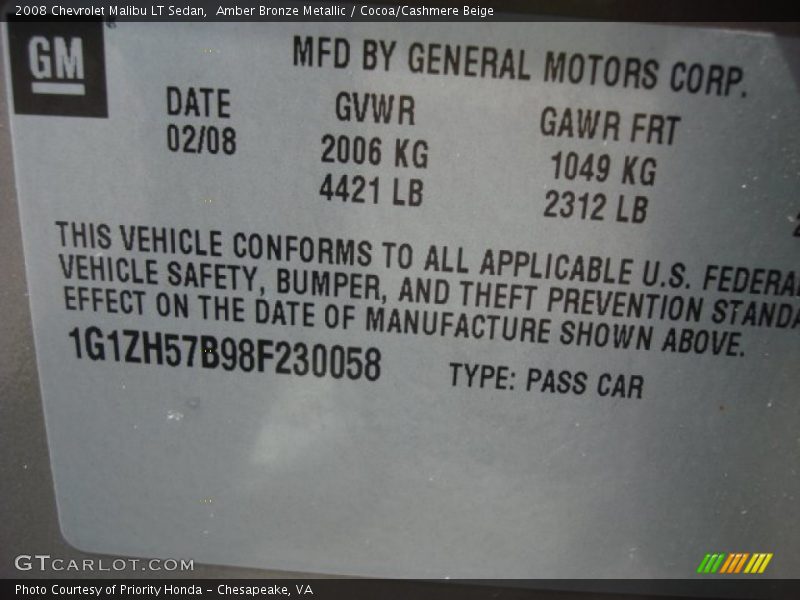 2008 Chevrolet Malibu LT Sedan,  Amber Bronze Metallic / Cocoa/Cashmere Beige
GM
MFD BY GENERAL MOTORS CORP.
DATE GVWR GAWR FRT
02/08 2006 KG 1049 KG
4421 LB 2312 LB
THIS VEHICLE CONFORMS TO ALL APPLICABLE U.S. FEDERA
VEHICLE SAFETY, BUMPER, AND THEFT PREVENTION STANDA
EFFECT ON THE DATE OF MANUFACTURE SHOWN ABOVE.
1G1ZH57B98F230058 TYPE: PASS CAR
GTCARLOT.COM
Photo Courtesy of Priority Honda - Chesapeake, VA